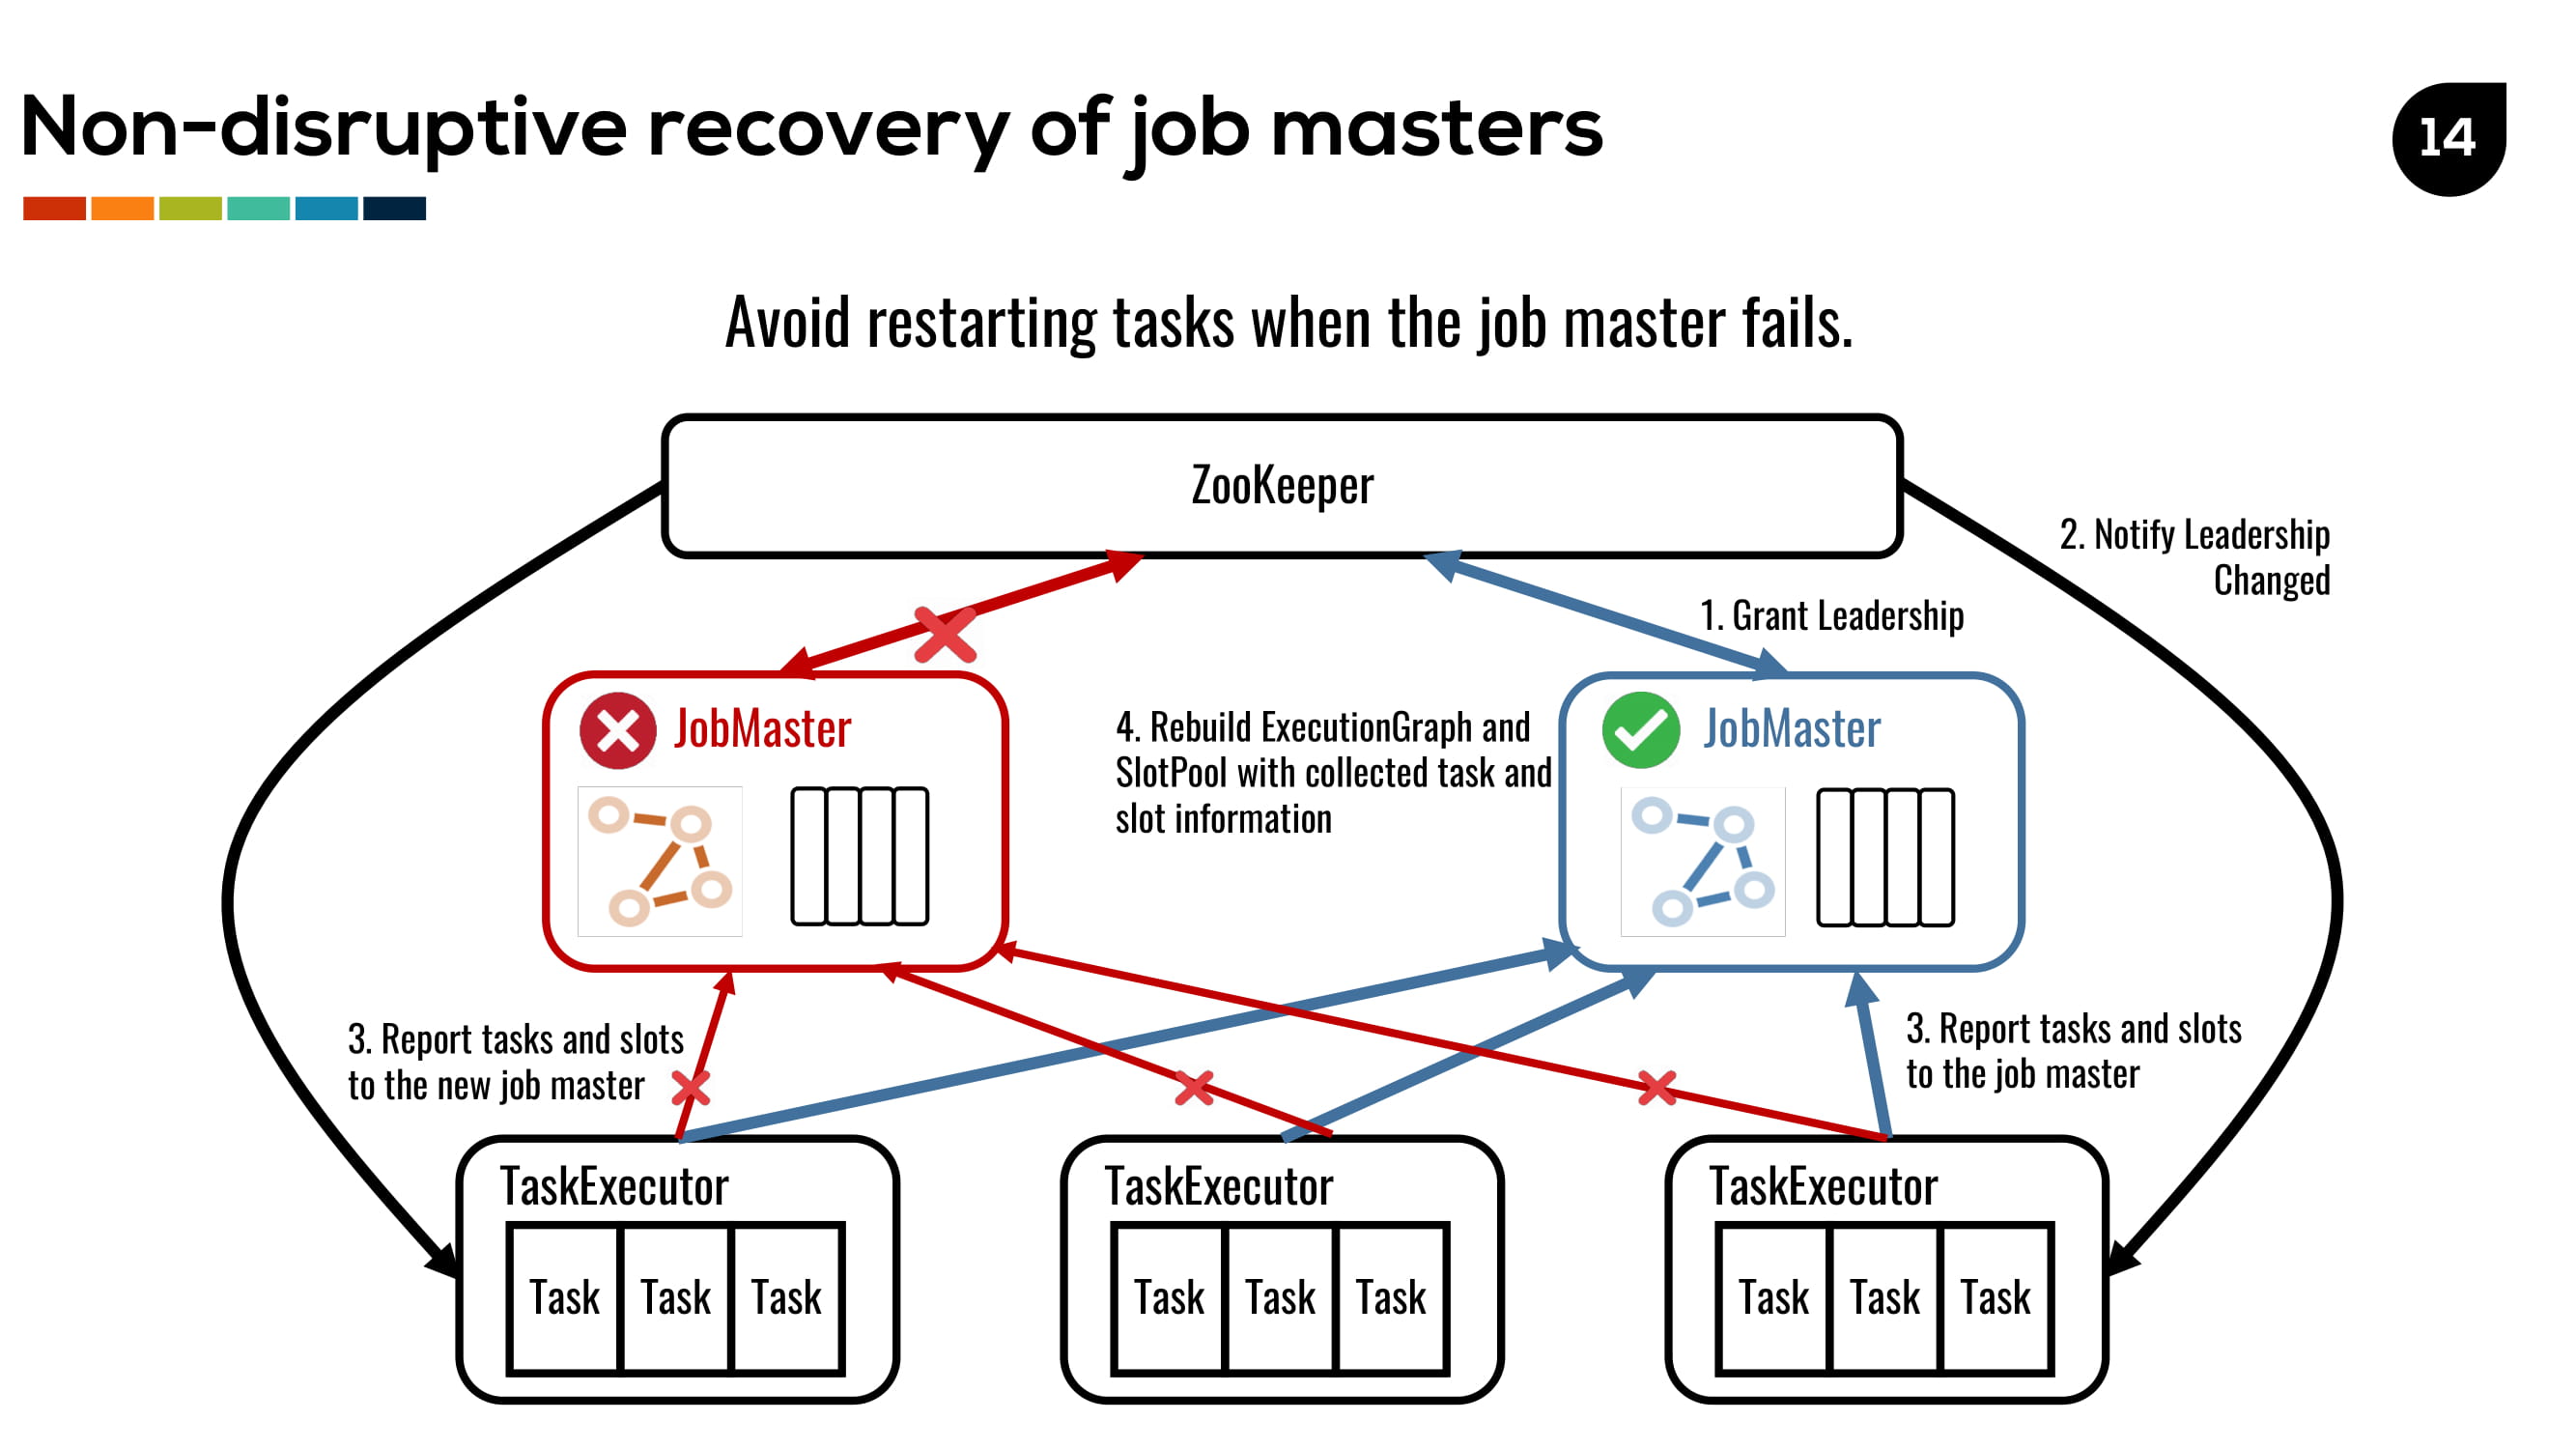 Non-disruptive recovery of job masters
14
Avoid restarting tasks when the job master fails.
ZooKeeper
2. Notify Leadership
Changed
1. Grant Leadership
JobMaster
4. Rebuild ExecutionGraph and
SlotPool with collected task and
slot information
JobMaster
3. Report tasks and slots
to the new job master
3. Report tasks and slots
to the job master
TaskExecutor
Task Task Task
TaskExecutor
Task Task Task
TaskExecutor
Task Task Task